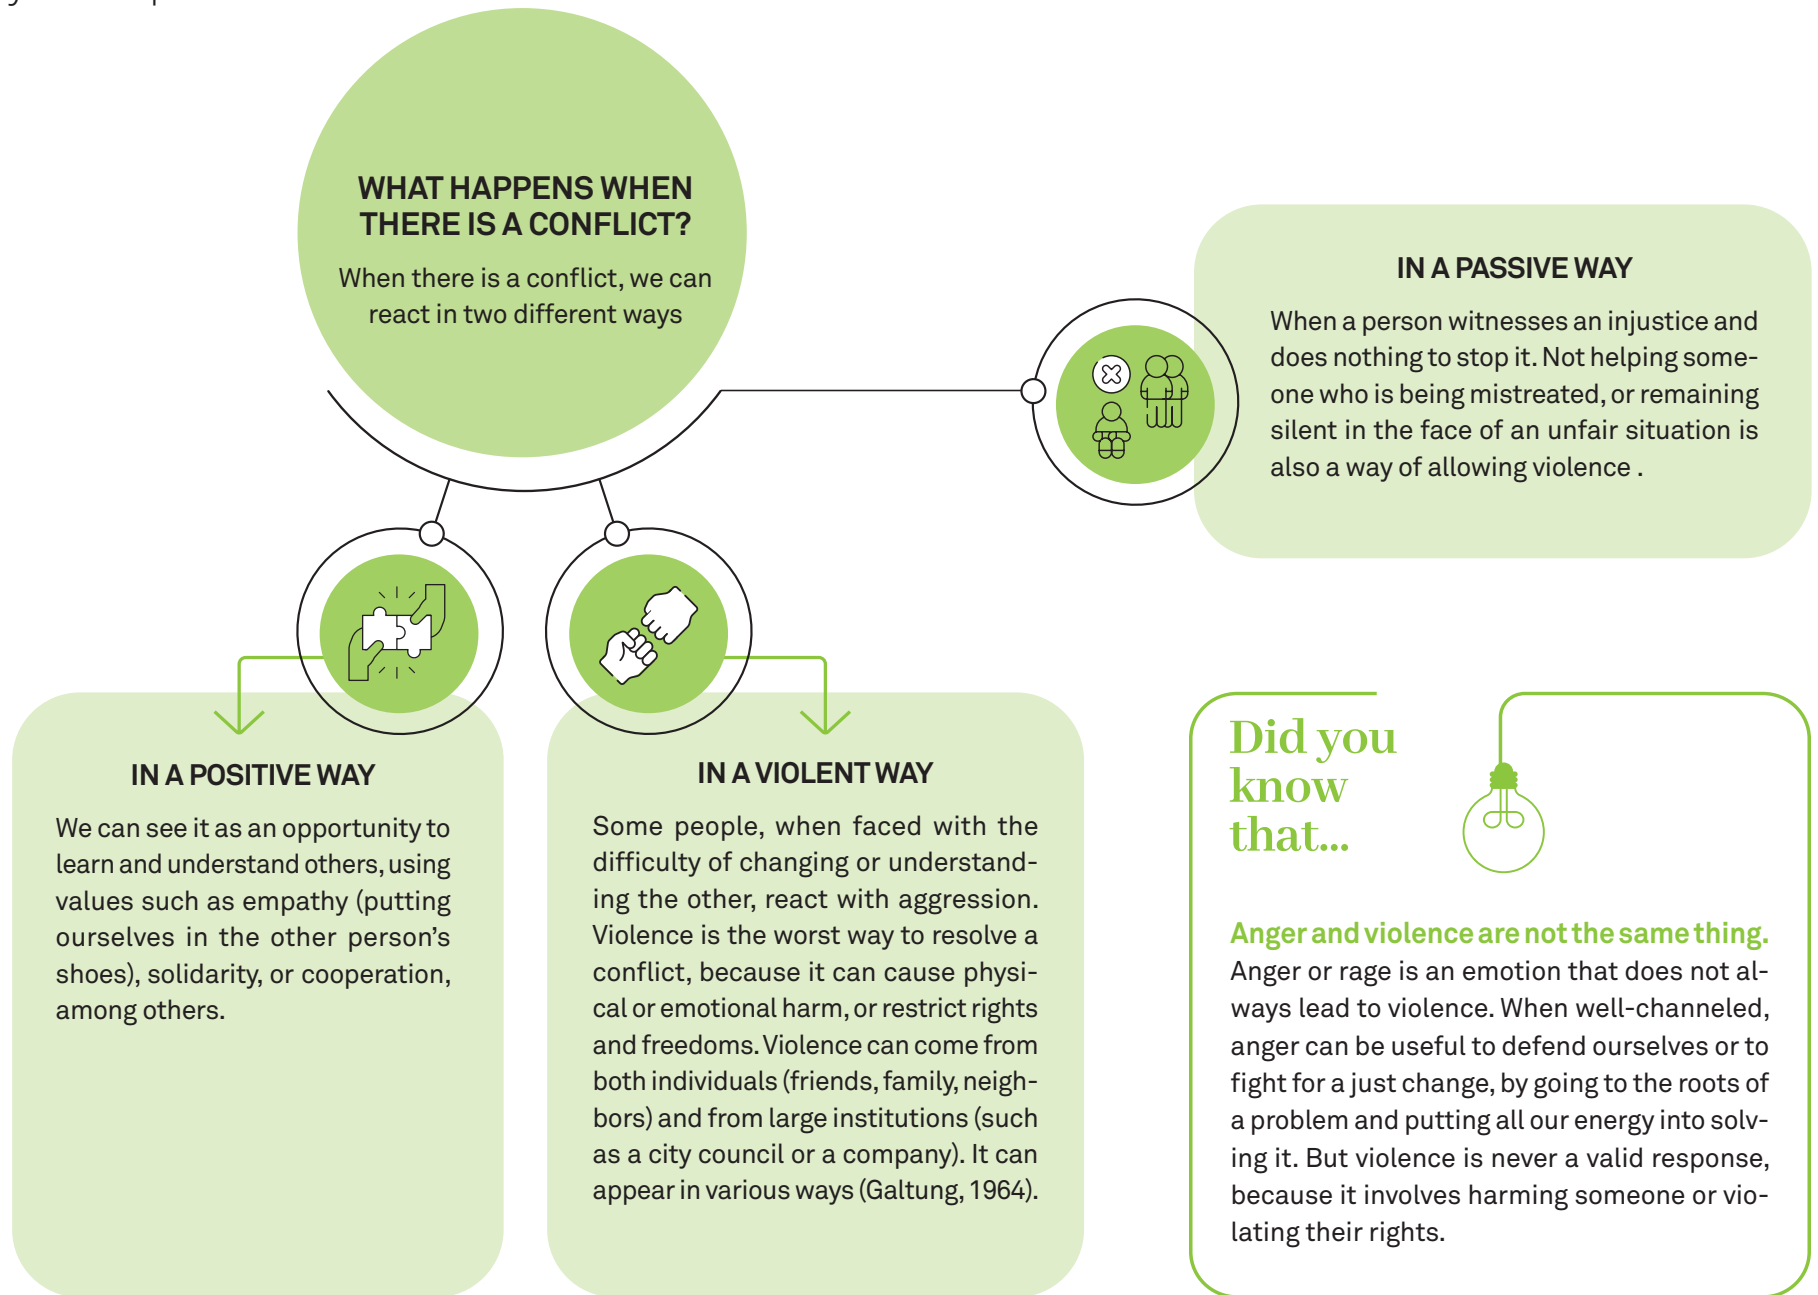 WHAT HAPPENS WHEN
THERE IS A CONFLICT?
When there is a conflict, we can
react in two different ways
IN A PASSIVE WAY
When a person witnesses an injustice and
does nothing to stop it. Not helping some-
one who is being mistreated, or remaining
silent in the face of an unfair situation is
also a way of allowing violence .
IN A POSITIVE WAY
We can see it as an opportunity to
learn and understand others, using
values such as empathy (putting
ourselves in the other person's
shoes), solidarity, or cooperation,
among others.
IN A VIOLENT WAY
Some people, when faced with the
difficulty of changing or understand-
ing the other, react with aggression.
Violence is the worst way to resolve a
conflict, because it can cause physi-
cal or emotional harm, or restrict rights
and freedoms. Violence can come from
both individuals (friends, family, neigh-
bors) and from large institutions (such
as a city council or a company). It can
appear in various ways (Galtung, 1964).
Did you
know
that...
Anger and violence are not the same thing.
Anger or rage is an emotion that does not al-
ways lead to violence. When well-channeled,
anger can be useful to defend ourselves or to
fight for a just change, by going to the roots of
a problem and putting all our energy into solv-
ing it. But violence is never a valid response,
because it involves harming someone or vio-
lating their rights.